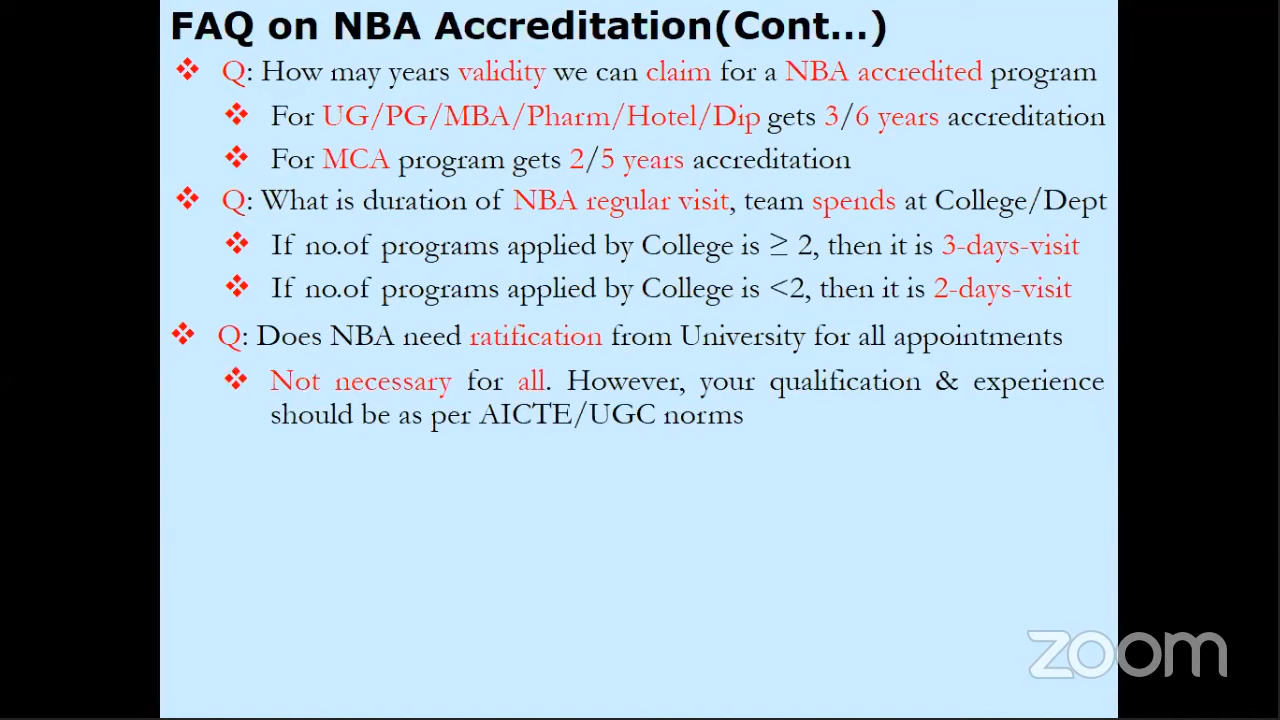 FAQ on NBA Accreditation(Cont...)
Q: How may years validity we can claim for a NBA accredited program
For UG/PG/MBA/Pharm/Hotel/Dip gets 3/6 years accreditation
For MCA program gets 2/5 years accreditation
Q: What is duration of NBA regular visit, team spends at College/Dept
If no.of programs applied by College is ≥ 2, then it is 3-days-visit
If no.of programs applied by College is <2, then it is 2-days-visit
Q: Does NBA need ratification from University for all appointments
Not necessary for all. However, your qualification & experience
should be as per AICTE/UGC norms
zoom